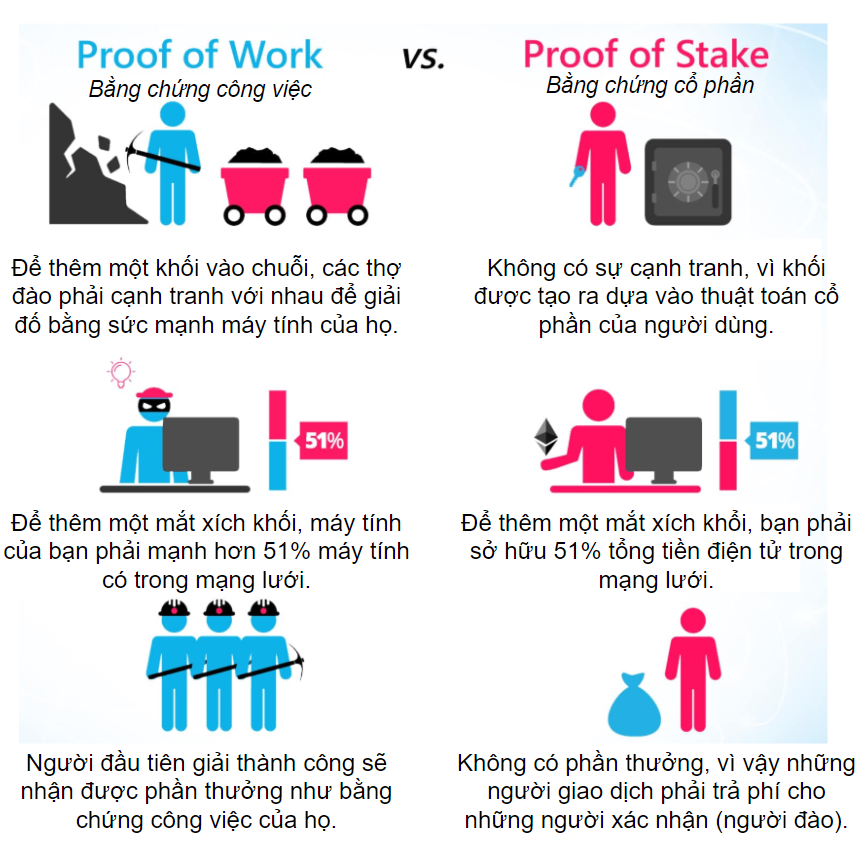 Proof of Work
vs.
Proof of Stake
Bằng chứng công việc
Bằng chứng cổ phần
Để thêm một khối vào chuỗi, các thợ
đào phải cạnh tranh với nhau để giải
đố bằng sức mạnh máy tính của họ.
Không có sự cạnh tranh, vì khối
được tạo ra dựa vào thuật toán cổ
phần của người dùng.
51%
51%
Để thêm một mắt xích khối, máy tính
của bạn phải mạnh hơn 51% máy tính
có trong mạng lưới.
Để thêm một mắt xích khổi, bạn phải
sở hữu 51% tổng tiền điện tử trong
mạng lưới.
Người đầu tiên giải thành công sẽ
nhận được phần thưởng như bằng
chứng công việc của họ.
Không có phần thưởng, vì vậy những
người giao dịch phải trả phí cho
những người xác nhận (người đào).